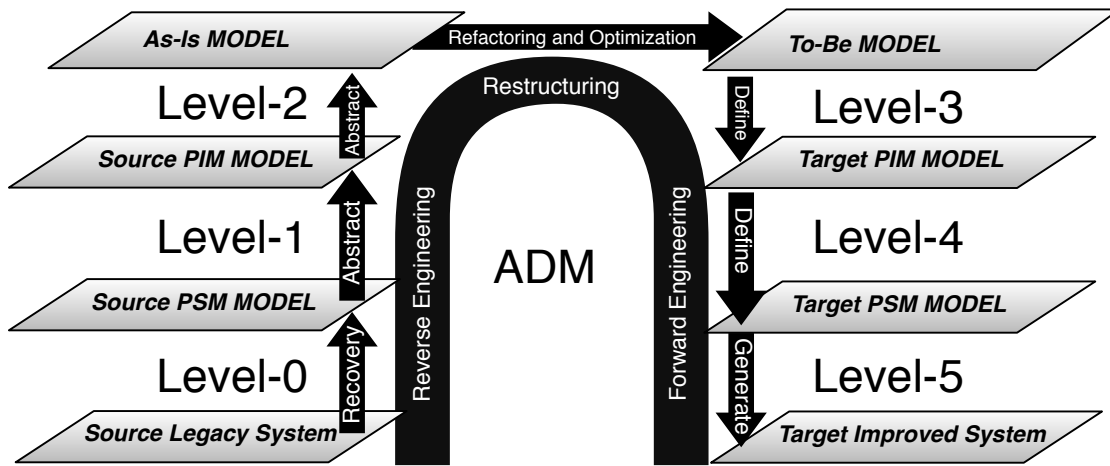 As-Is MODEL
Refactoring and Optimization
To-Be MODEL
Restructuring
Level-2
Abstract
Define
Level-3
Source PIM MODEL
Target PIM MODEL
Level-1
Abstract
Reverse Engineering
ADM
Forward Engineering
Define
Level-4
Source PSM MODEL
Target PSM MODEL
Level-0
Recovery
Generate
Level-5
Source Legacy System
Target Improved System